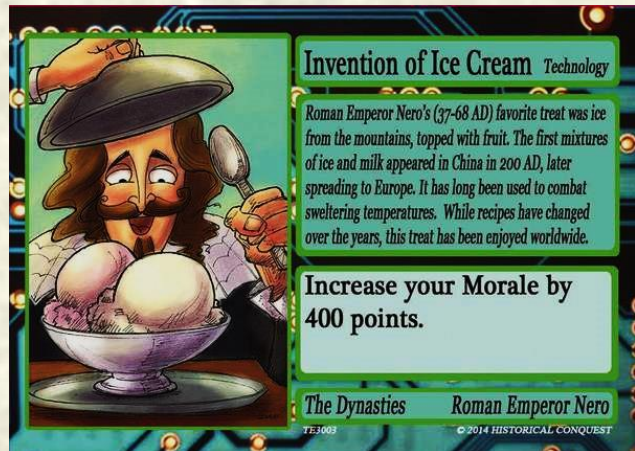 Invention of Ice Cream Technology
Roman Emperor Nero's (37-68 AD) favorite treat was ice
from the mountains, topped with fruit. The first mixtures
of ice and milk appeared in China in 200 AD, later
spreading to Europe. It has long been used to combat
sweltering temperatures. While recipes have changed
over the years, this treat has been enjoyed worldwide.
Increase your Morale by
400 points.
The Dynasties Roman Emperor Nero
TE3003 © 2014 HISTORICAL CONQUEST